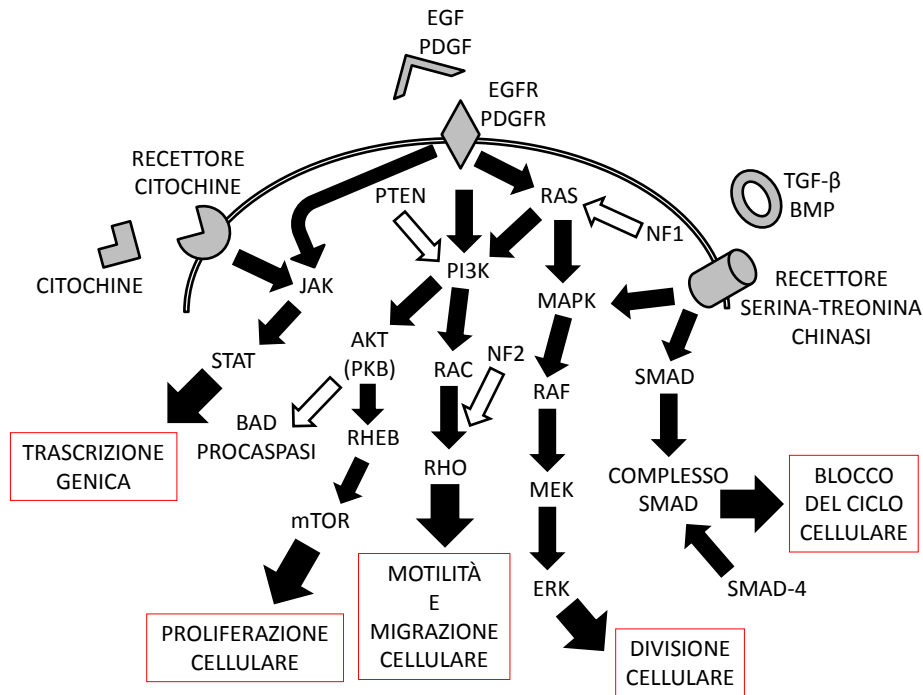 EGF
PDGF
EGFR
PDGFR
RECETTORE
CITOCHINE
PTEN
RAS
TGF-β
BMP
NF1
CITOCHINE
JAK
PI3K
MAPK
RECETTORE
SERINA-TREONINA
CHINASI
STAT
AKT
(PKB)
RAC
NF2
RAF
SMAD
BAD
PROCASPASI
RHEB
TRASCRIZIONE
GENICA
RHO
MEK
COMPLESSO
SMAD
BLOCCO
DEL CICLO
CELLULARE
mTOR
MOTILITÀ
E
MIGRAZIONE
CELLULARE
ERK
SMAD-4
PROLIFERAZIONE
CELLULARE
DIVISIONE
CELLULARE